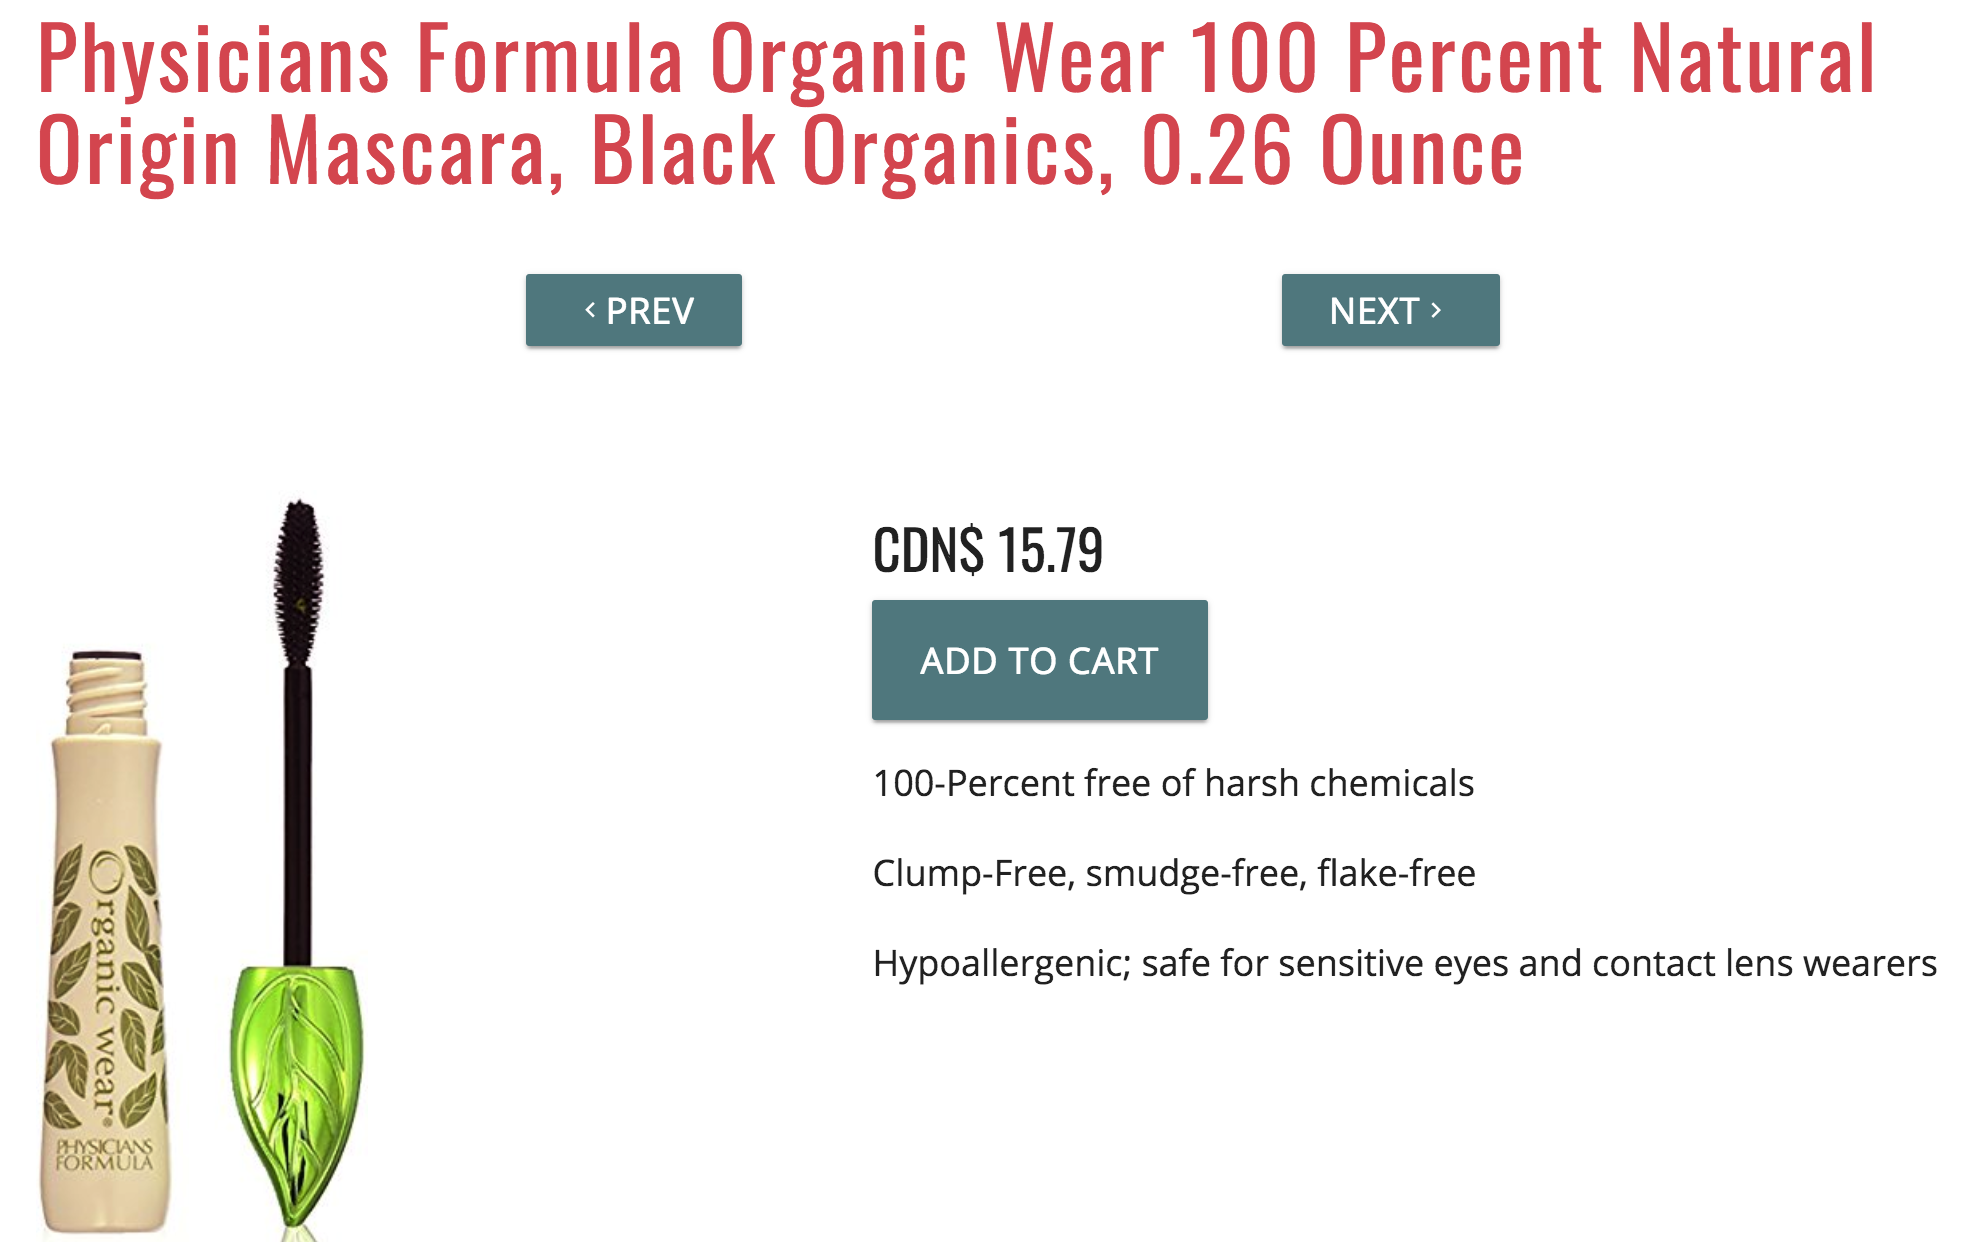 Physicians Formula Organic Wear 100 Percent Natural
Origin Mascara, Black Organics, 0.26 Ounce
‹ PREV
NEXT ›
CDN$ 15.79
ADD TO CART
100-Percent free of harsh chemicals
Clump-Free, smudge-free, flake-free
Hypoallergenic; safe for sensitive eyes and contact lens wearers
Organic wear®
PHYSICIANS
FORMULA